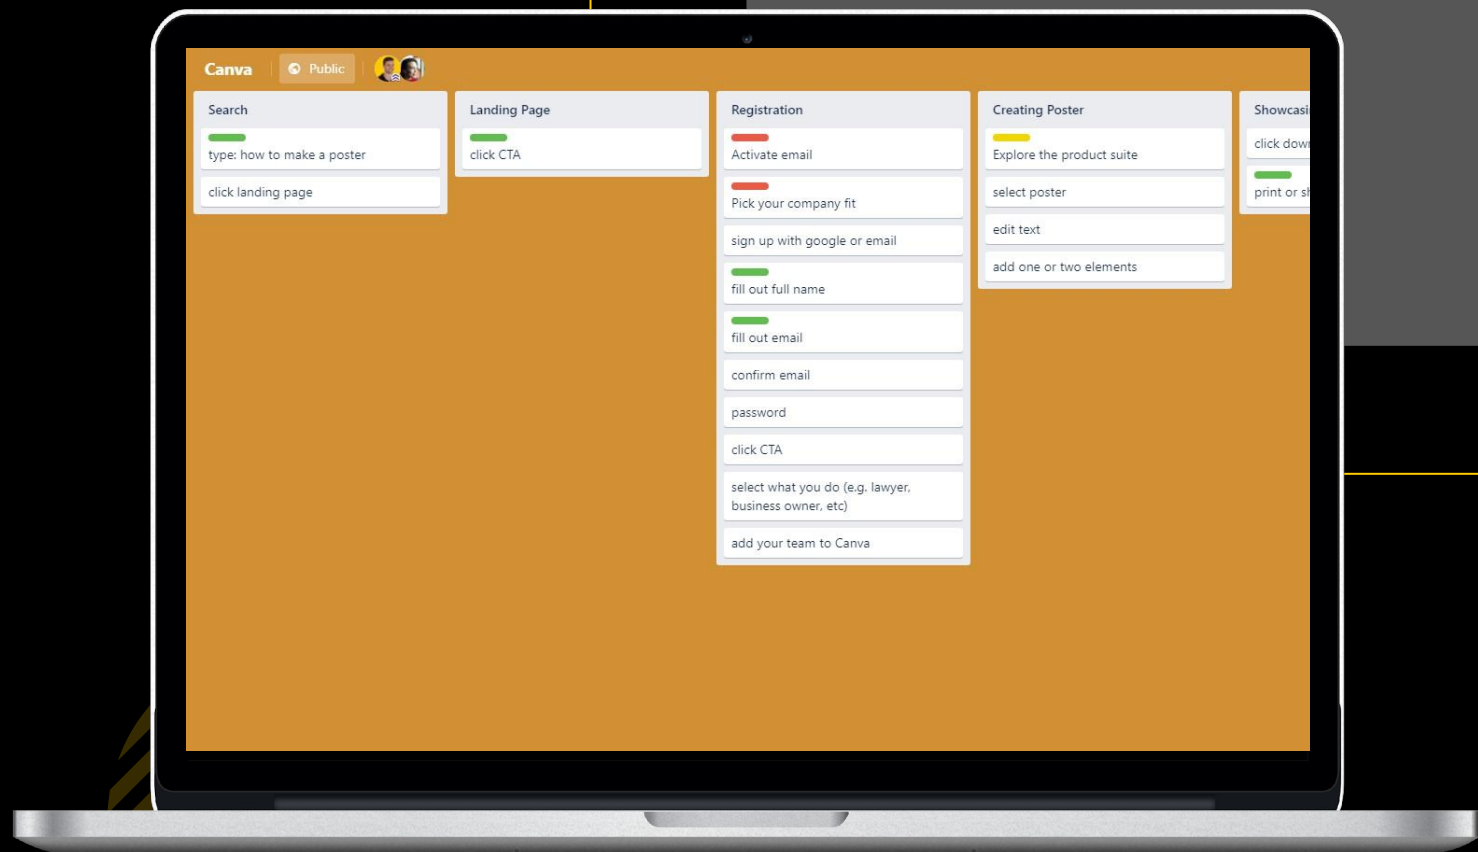 Canva
Public
Search
type: how to make a poster
click landing page
Landing Page
click CTA
Registration
Activate email
Pick your company fit
sign up with google or email
fill out full name
fill out email
confirm email
password
click CTA
select what you do (e.g. lawyer,
business owner, etc)
add your team to Canva
Creating Poster
Explore the product suite
select poster
edit text
add one or two elements
click
print or